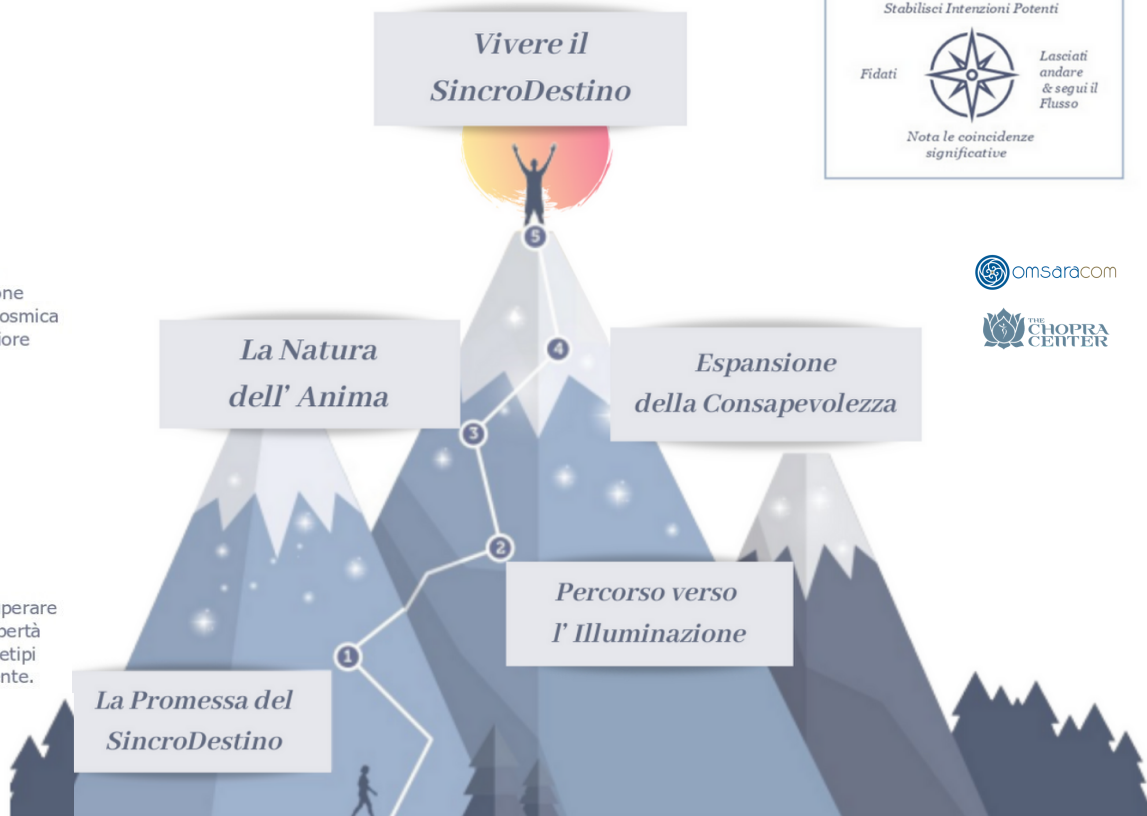 Stabilisci Intenzioni Potenti
Fidati
Lasciati
andare
& segui il
Flusso
Nota le coincidenze
significative
Vivere il
SincroDestino
5
omsaracom
THE
CHOPRA
CENTER
La Natura
dell' Anima
4
Espansione
della Consapevolezza
3
2
Percorso verso
l' Illuminazione
1
La Promessa del
SincroDestino